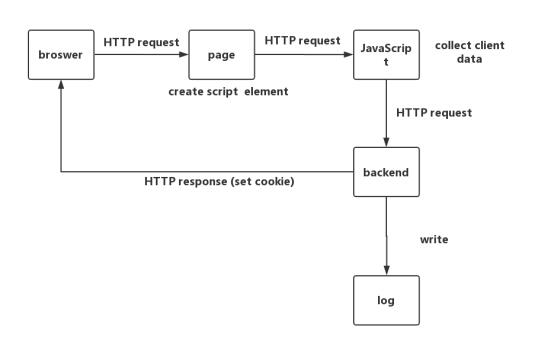 HTTP request
HTTP request
broswer
page
JavaScrip
t
collect client
data
create script element
HTTP request
backend
HTTP response (set cookie)
write
log